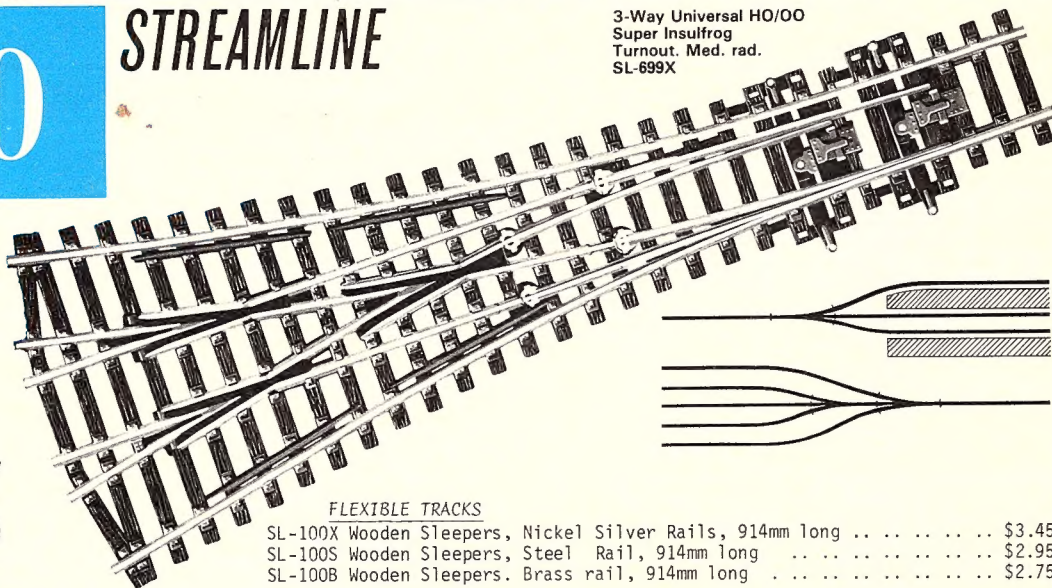 0
STREAMLINE
3-Way Universal HO/OO
Super Insulfrog
Turnout. Med. rad.
SL-699X
FLEXIBLE TRACKS
SL-100X Wooden Sleepers, Nickel Silver Rails, 914mm long .. .. .. .. .. $3.45
SL-100S Wooden Sleepers, Steel Rail, 914mm long .. .. .. .. .. .. .. $2.95
SL-100B Wooden Sleepers. Brass rail, 914mm long . .. .. .. .. .. .. .. $2.75